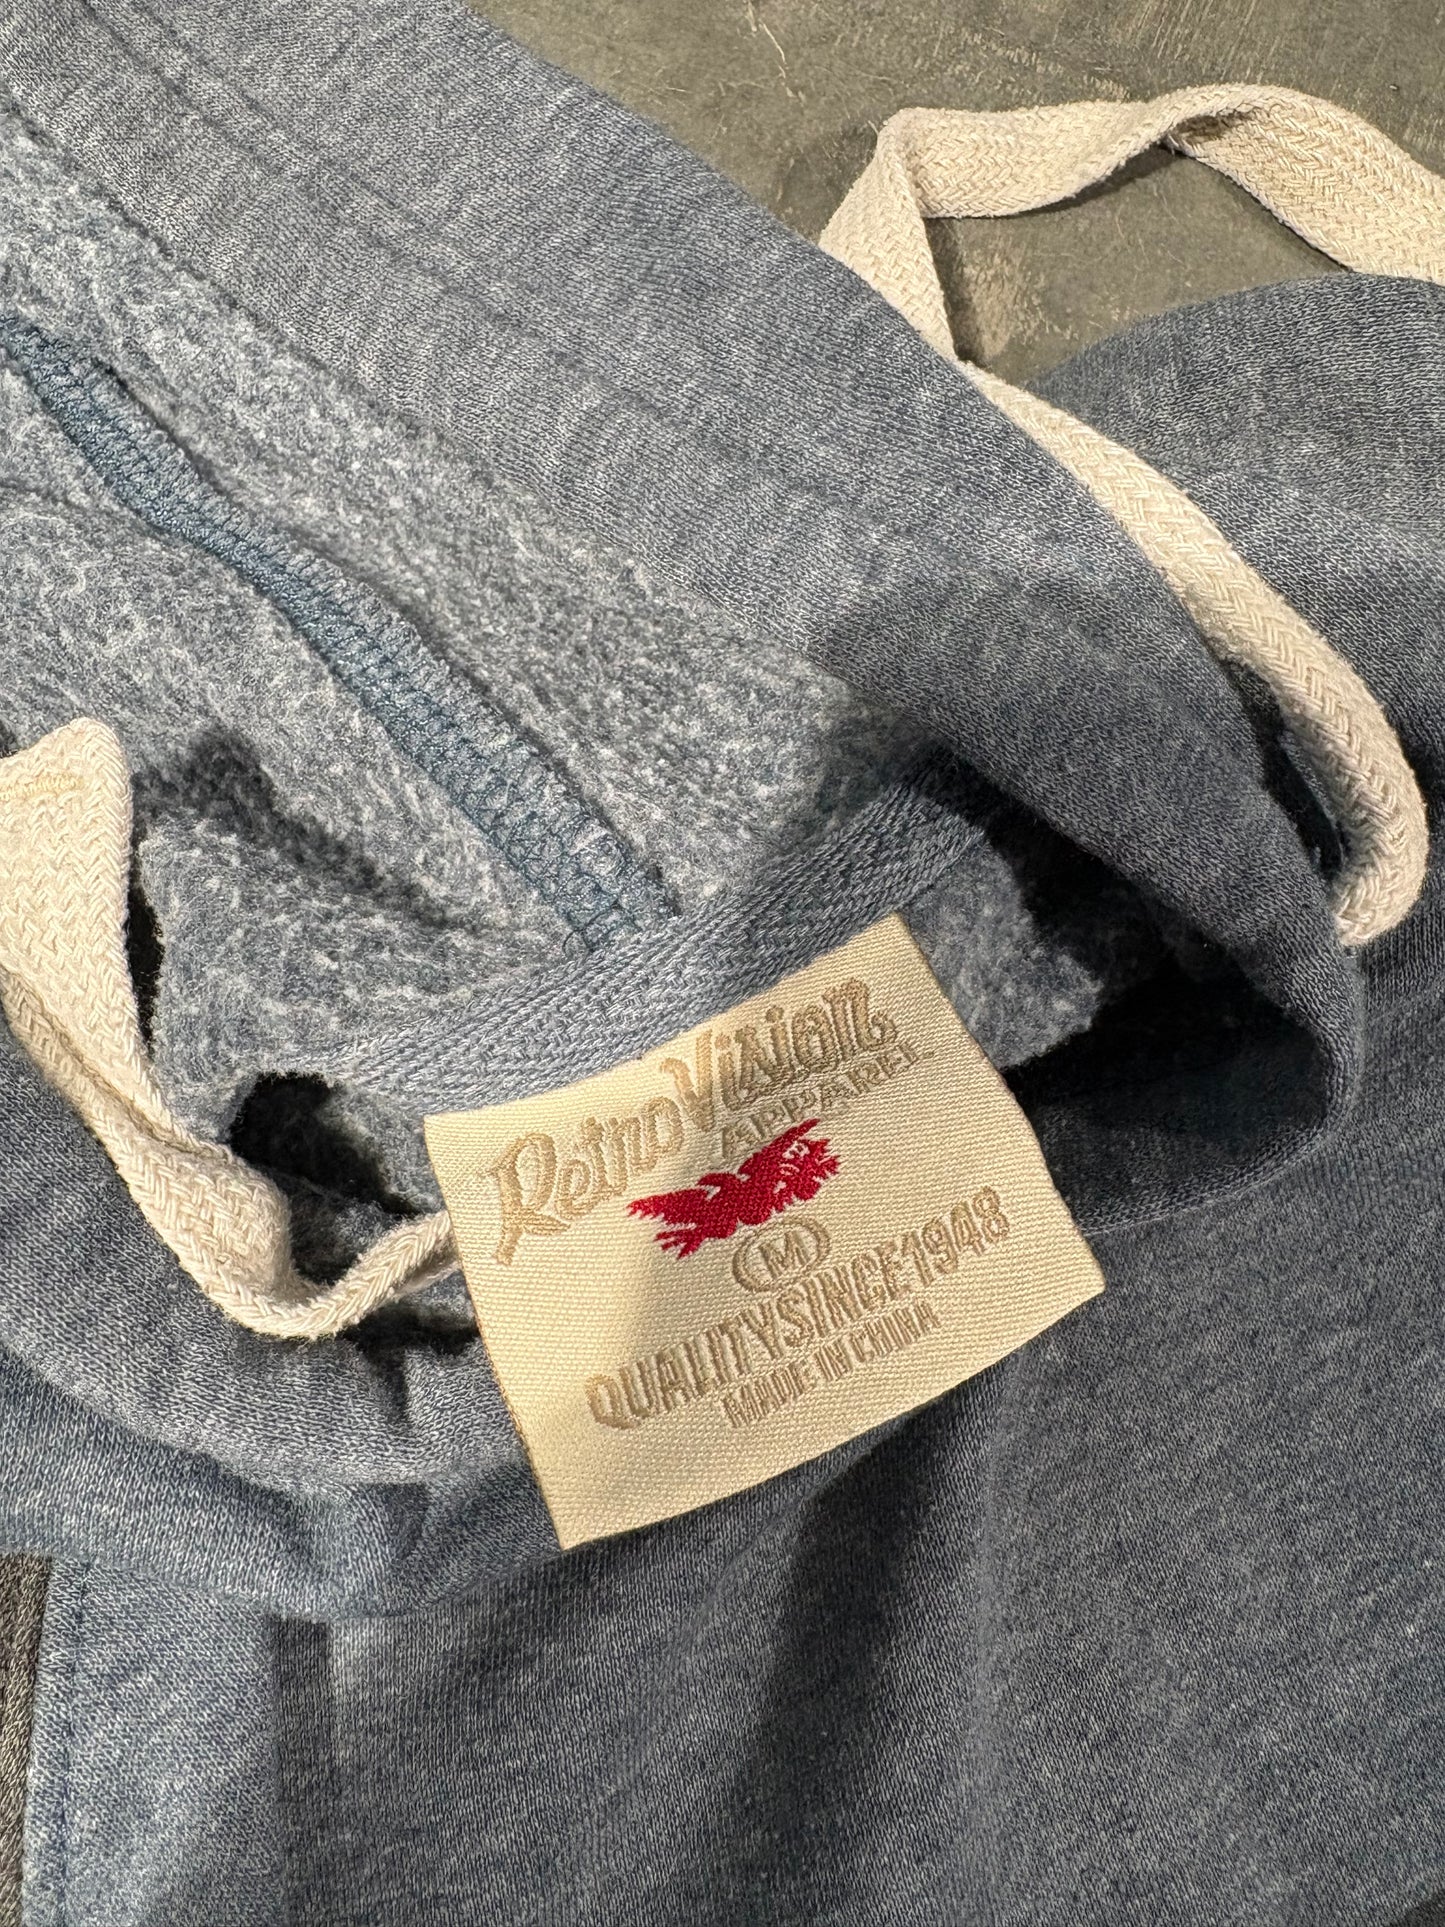 RetroVision
APPAREL
M
QUALITYSINCE1948
MADE IN CHINA